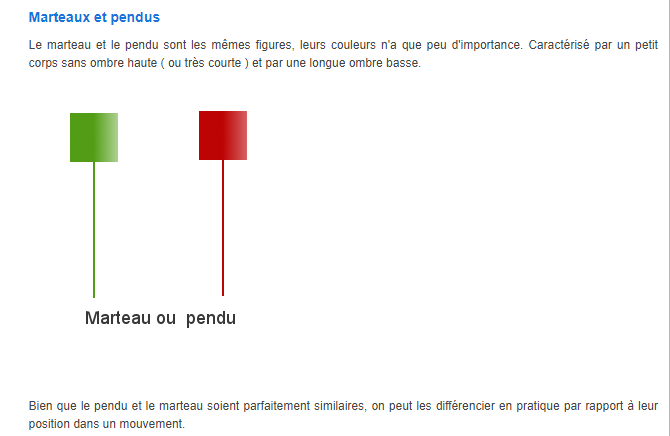 Marteaux et pendus
Le marteau et le pendu sont les mêmes figures, leurs couleurs n'a que peu d'importance. Caractérisé par un petit
corps sans ombre haute ( ou très courte ) et par une longue ombre basse.
Marteau ou  pendu
Bien que le pendu et le marteau soient parfaitement similaires, on peut les différencier en pratique par rapport à leur
position dans un mouvement.